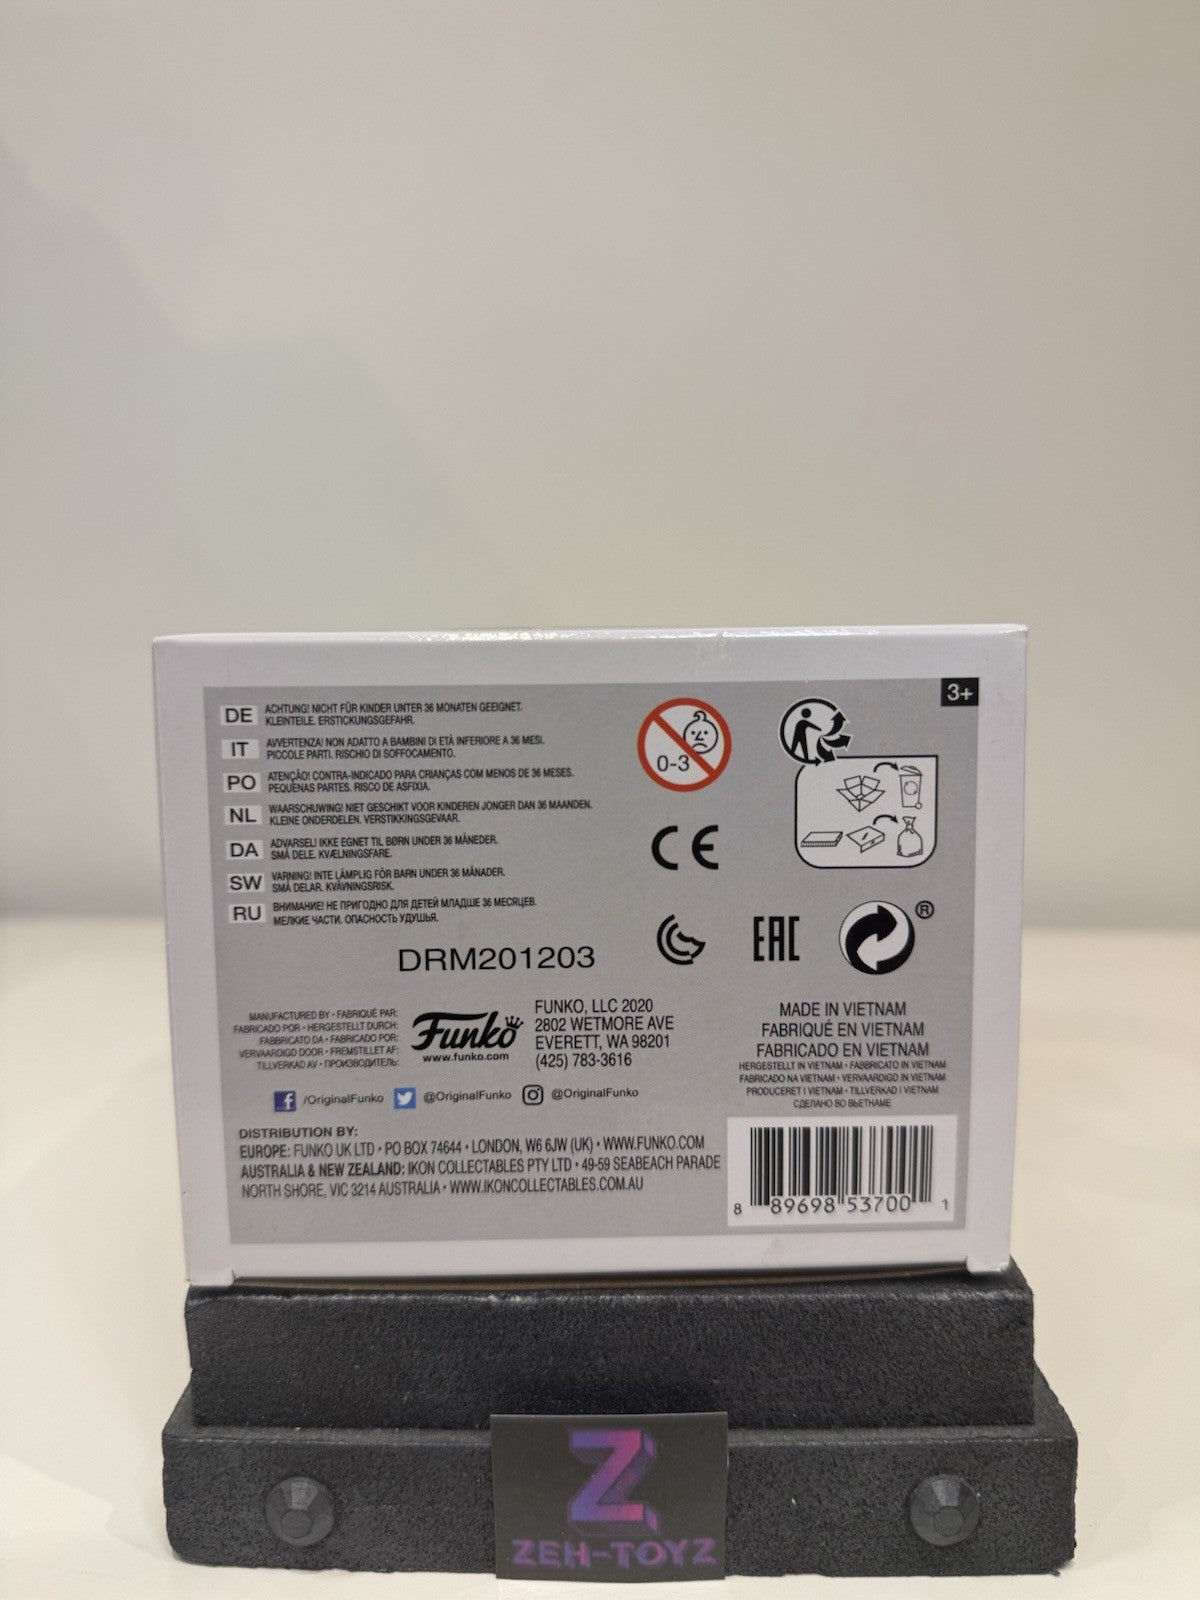 3+
DE ACHTUNG! NICHT FÜR KINDER UNTER 36 MONATEN GEEIGNET.
KLEINTEILE. ERSTICKUNGSGEFAHR.
IT AVVERTENZA! NON ADATTO A BAMBINI DI ETÀ INFERIORE A 36 MESI.
PICCOLE PARTI. RISCHIO DI SOFFOCAMENTO.
PO ATENÇÃO! CONTRA-INDICADO PARA CRIANÇAS COM MENOS DE 36 MESES.
PEQUENAS PARTES. RISCO DE ASFIXIA.
NL WAARSCHUWING! NIET GESCHIKT VOOR KINDEREN JONGER DAN 36 MAANDEN.
KLEINE ONDERDELEN. VERSTIKKINGSGEVAAR.
DA ADVARSEL! IKKE EGNET TIL BØRN UNDER 36 MÅNEDER.
SMÅ DELE. KVÆLNINGSFARE.
SW VARNING! INTE LÄMPLIG FÖR BARN UNDER 36 MÅNADER.
SMÅ DELAR. KVÄVNINGSRISK.
RU ВНИМАНИЕ! НЕ ПРИГОДНО ДЛЯ ДЕТЕЙ МЛАДШЕ 36 МЕСЯЦЕВ.
МЕЛКИЕ ЧАСТИ. ОПАСНОСТЬ УДУШЬЯ.
0-3
CE
EAC
®
DRM201203
MANUFACTURED BY • FABRIQUÉ PAR:
FABRICADO POR • HERGESTELLT DURCH:
FABBRICATO DA • FABRICADO POR:
VERVAARDIGD DOOR • FREMSTILLET AF:
TILLVERKAD AV • ПРОИЗВОДИТЕЛЬ:
Funko
www.funko.com
FUNKO, LLC 2020
2802 WETMORE AVE
EVERETT, WA 98201
(425) 783-3616
MADE IN VIETNAM
FABRIQUÉ EN VIETNAM
FABRICADO EN VIETNAM
HERGESTELLT IN VIETNAM • FABBRICATO IN VIETNAM
FABRICADO NA VIETNAM • VERVAARDIGD IN VIETNAM
PRODUCERET I VIETNAM • TILLVERKAD I VIETNAM
СДЕЛАНО ВО ВЬЕТНАМЕ
/OriginalFunko @OriginalFunko @OriginalFunko
DISTRIBUTION BY:
EUROPE: FUNKO UK LTD • PO BOX 74644 • LONDON, W6 6JW (UK) • WWW.FUNKO.COM
AUSTRALIA & NEW ZEALAND: IKON COLLECTABLES PTY LTD • 49-59 SEABEACH PARADE
NORTH SHORE, VIC 3214 AUSTRALIA • WWW.IKONCOLLECTABLES.COM.AU
8 89698 53700 1
Z
ZEH-TOYZ